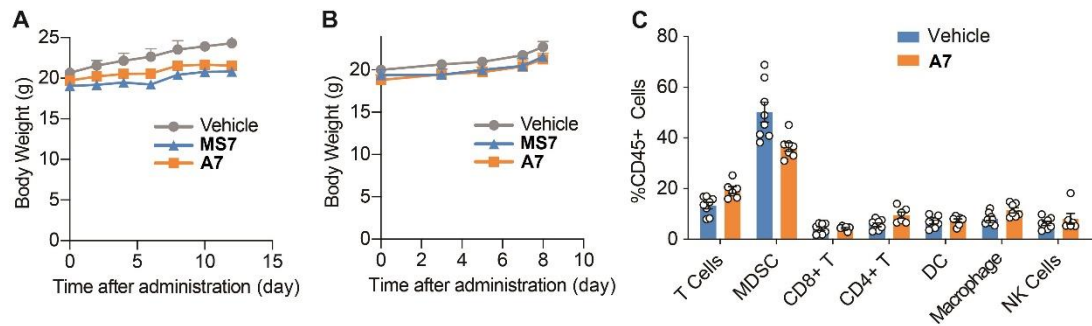 A
25
20
15
10
5
0
0
5
10
15
Body Weight (g)
Time after administration (day)
Vehicle
MS7
A7
B
20
15
10
5
0
0
2
4
6
8
10
Body Weight (g)
Time after administration (day)
Vehicle
MS7
A7
C
80
60
40
20
0
%CD45+ Cells
Vehicle
A7
T Cells
MDSC
CD8+ T
CD4+ T
DC
Macrophage
NK Cells